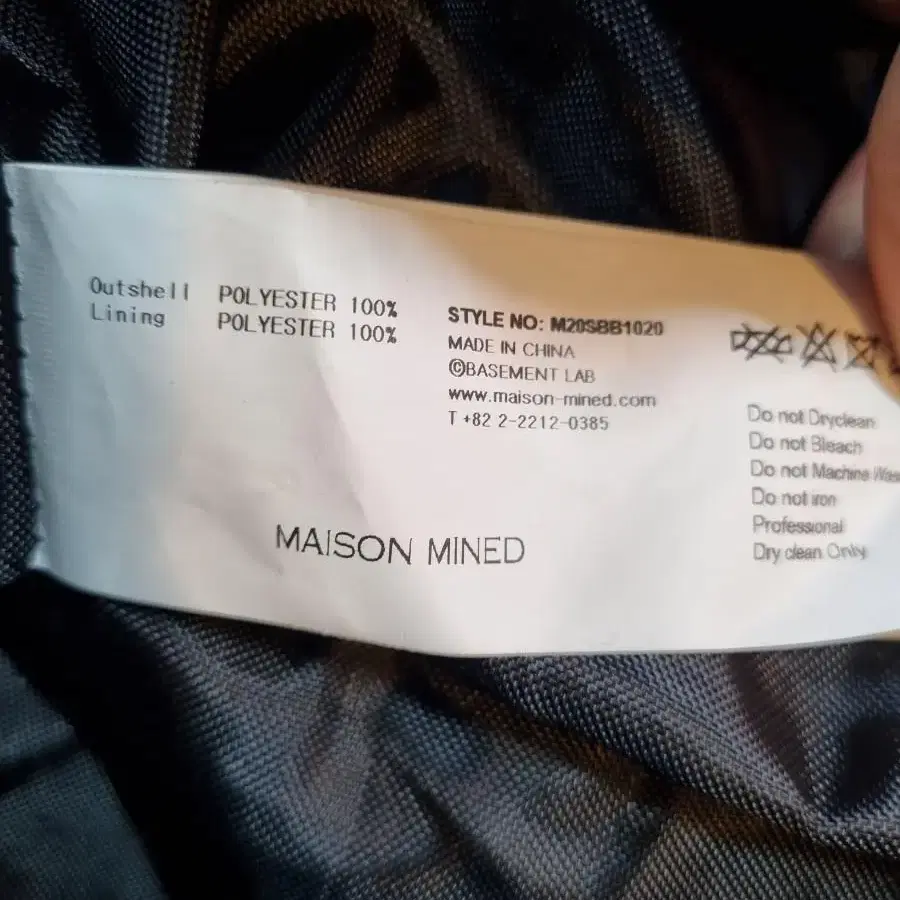 Outshell POLYESTER 100%
Lining POLYESTER 100%
STYLE NO: M20SBB1020
MADE IN CHINA
©BASEMENT LAB
www.maison-mined.com
T +82 2-2212-0385
MAISON MINED
Do not Dryclean
Do not Bleach
Do not Machine
Do not iron
Professional
Dry clean Only